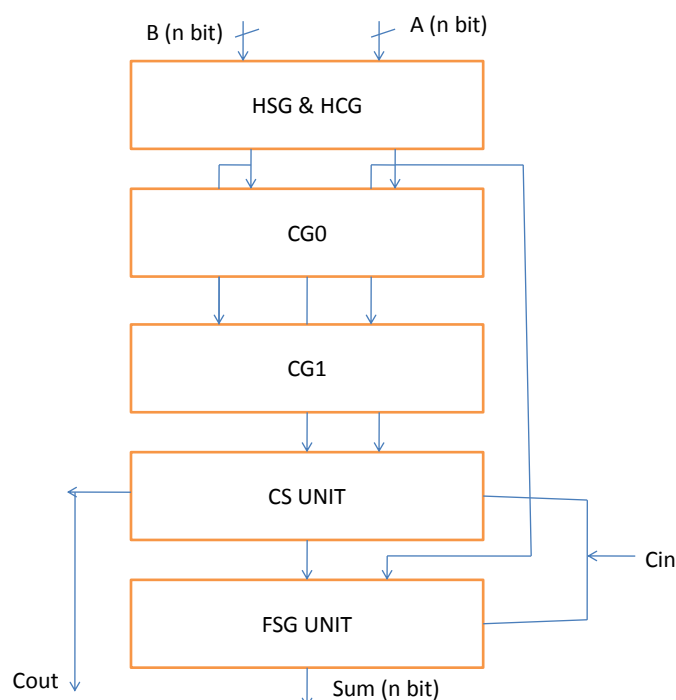 B (n bit)
A (n bit)
HSG & HCG
CG0
CG1
CS UNIT
Cin
FSG UNIT
Cout
Sum (n bit)